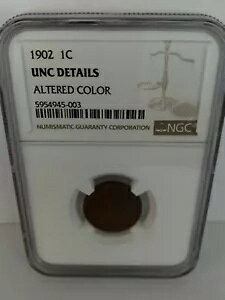 1902 1C
UNC DETAILS
ALTERED COLOR
5954945-003
NUMISMATIC GUARANTY CORPORATION
NGC